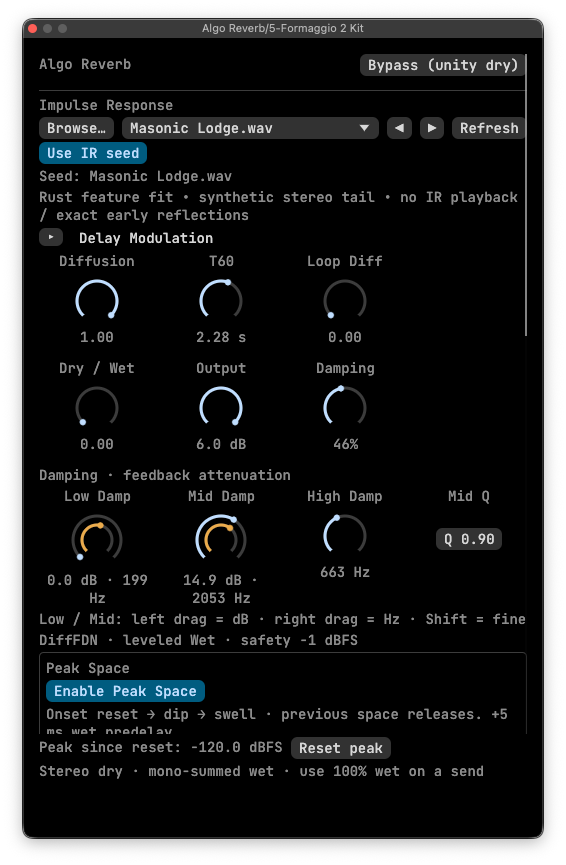 Algo Reverb/5-Formaggio 2 Kit
Algo Reverb
Bypass (unity dry)
Impulse Response
Browse… Masonic Lodge.wav Refresh
Use IR seed
Seed: Masonic Lodge.wav
Rust feature fit • synthetic stereo tail • no IR playback
/ exact early reflections
Delay Modulation
Diffusion T60 Loop Diff
1.00 2.28 s 0.00
Dry / Wet Output Damping
0.00 6.0 dB 46%
Damping · feedback attenuation
Low Damp Mid Damp High Damp Mid Q
Q 0.90
663 Hz
0.0 dB · 199 14.9 dB ·
Hz 2053 Hz
Low / Mid: left drag = dB · right drag = Hz · Shift = fine
DiffFDN · leveled Wet · safety -1 dBFS
Peak Space
Enable Peak Space
Onset reset → dip → swell · previous space releases. +5
ms wet predelay
Peak since reset: -120.0 dBFS Reset peak
Stereo dry · mono-summed wet · use 100% wet on a send